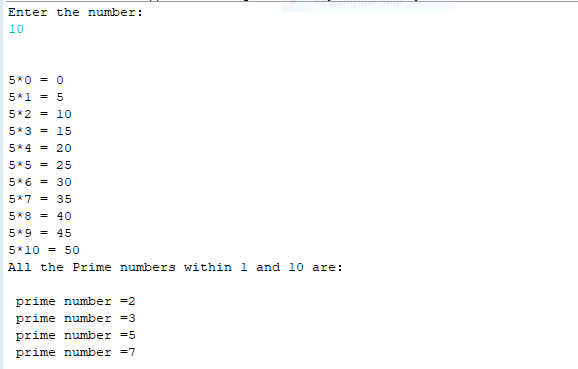 Enter the number:
10
5*0 = 0
5*1 = 5
5*2 = 10
5*3 = 15
5*4 = 20
5*5 = 25
5*6 = 30
5*7 = 35
5*8 = 40
5*9 = 45
5*10 = 50
All the Prime numbers within 1 and 10 are:
prime number =2
prime number =3
prime number =5
prime number =7